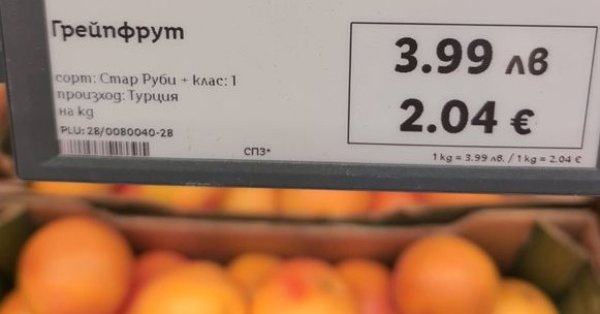 Грейпфрут
3.99 лв
2.04 €
сорт: Стар Руби + клас: 1
произход: Турция
на kg
PLU: 28/0080040-28
СПЗ*
1 kg = 3.99 лв. / 1 kg = 2.04 €